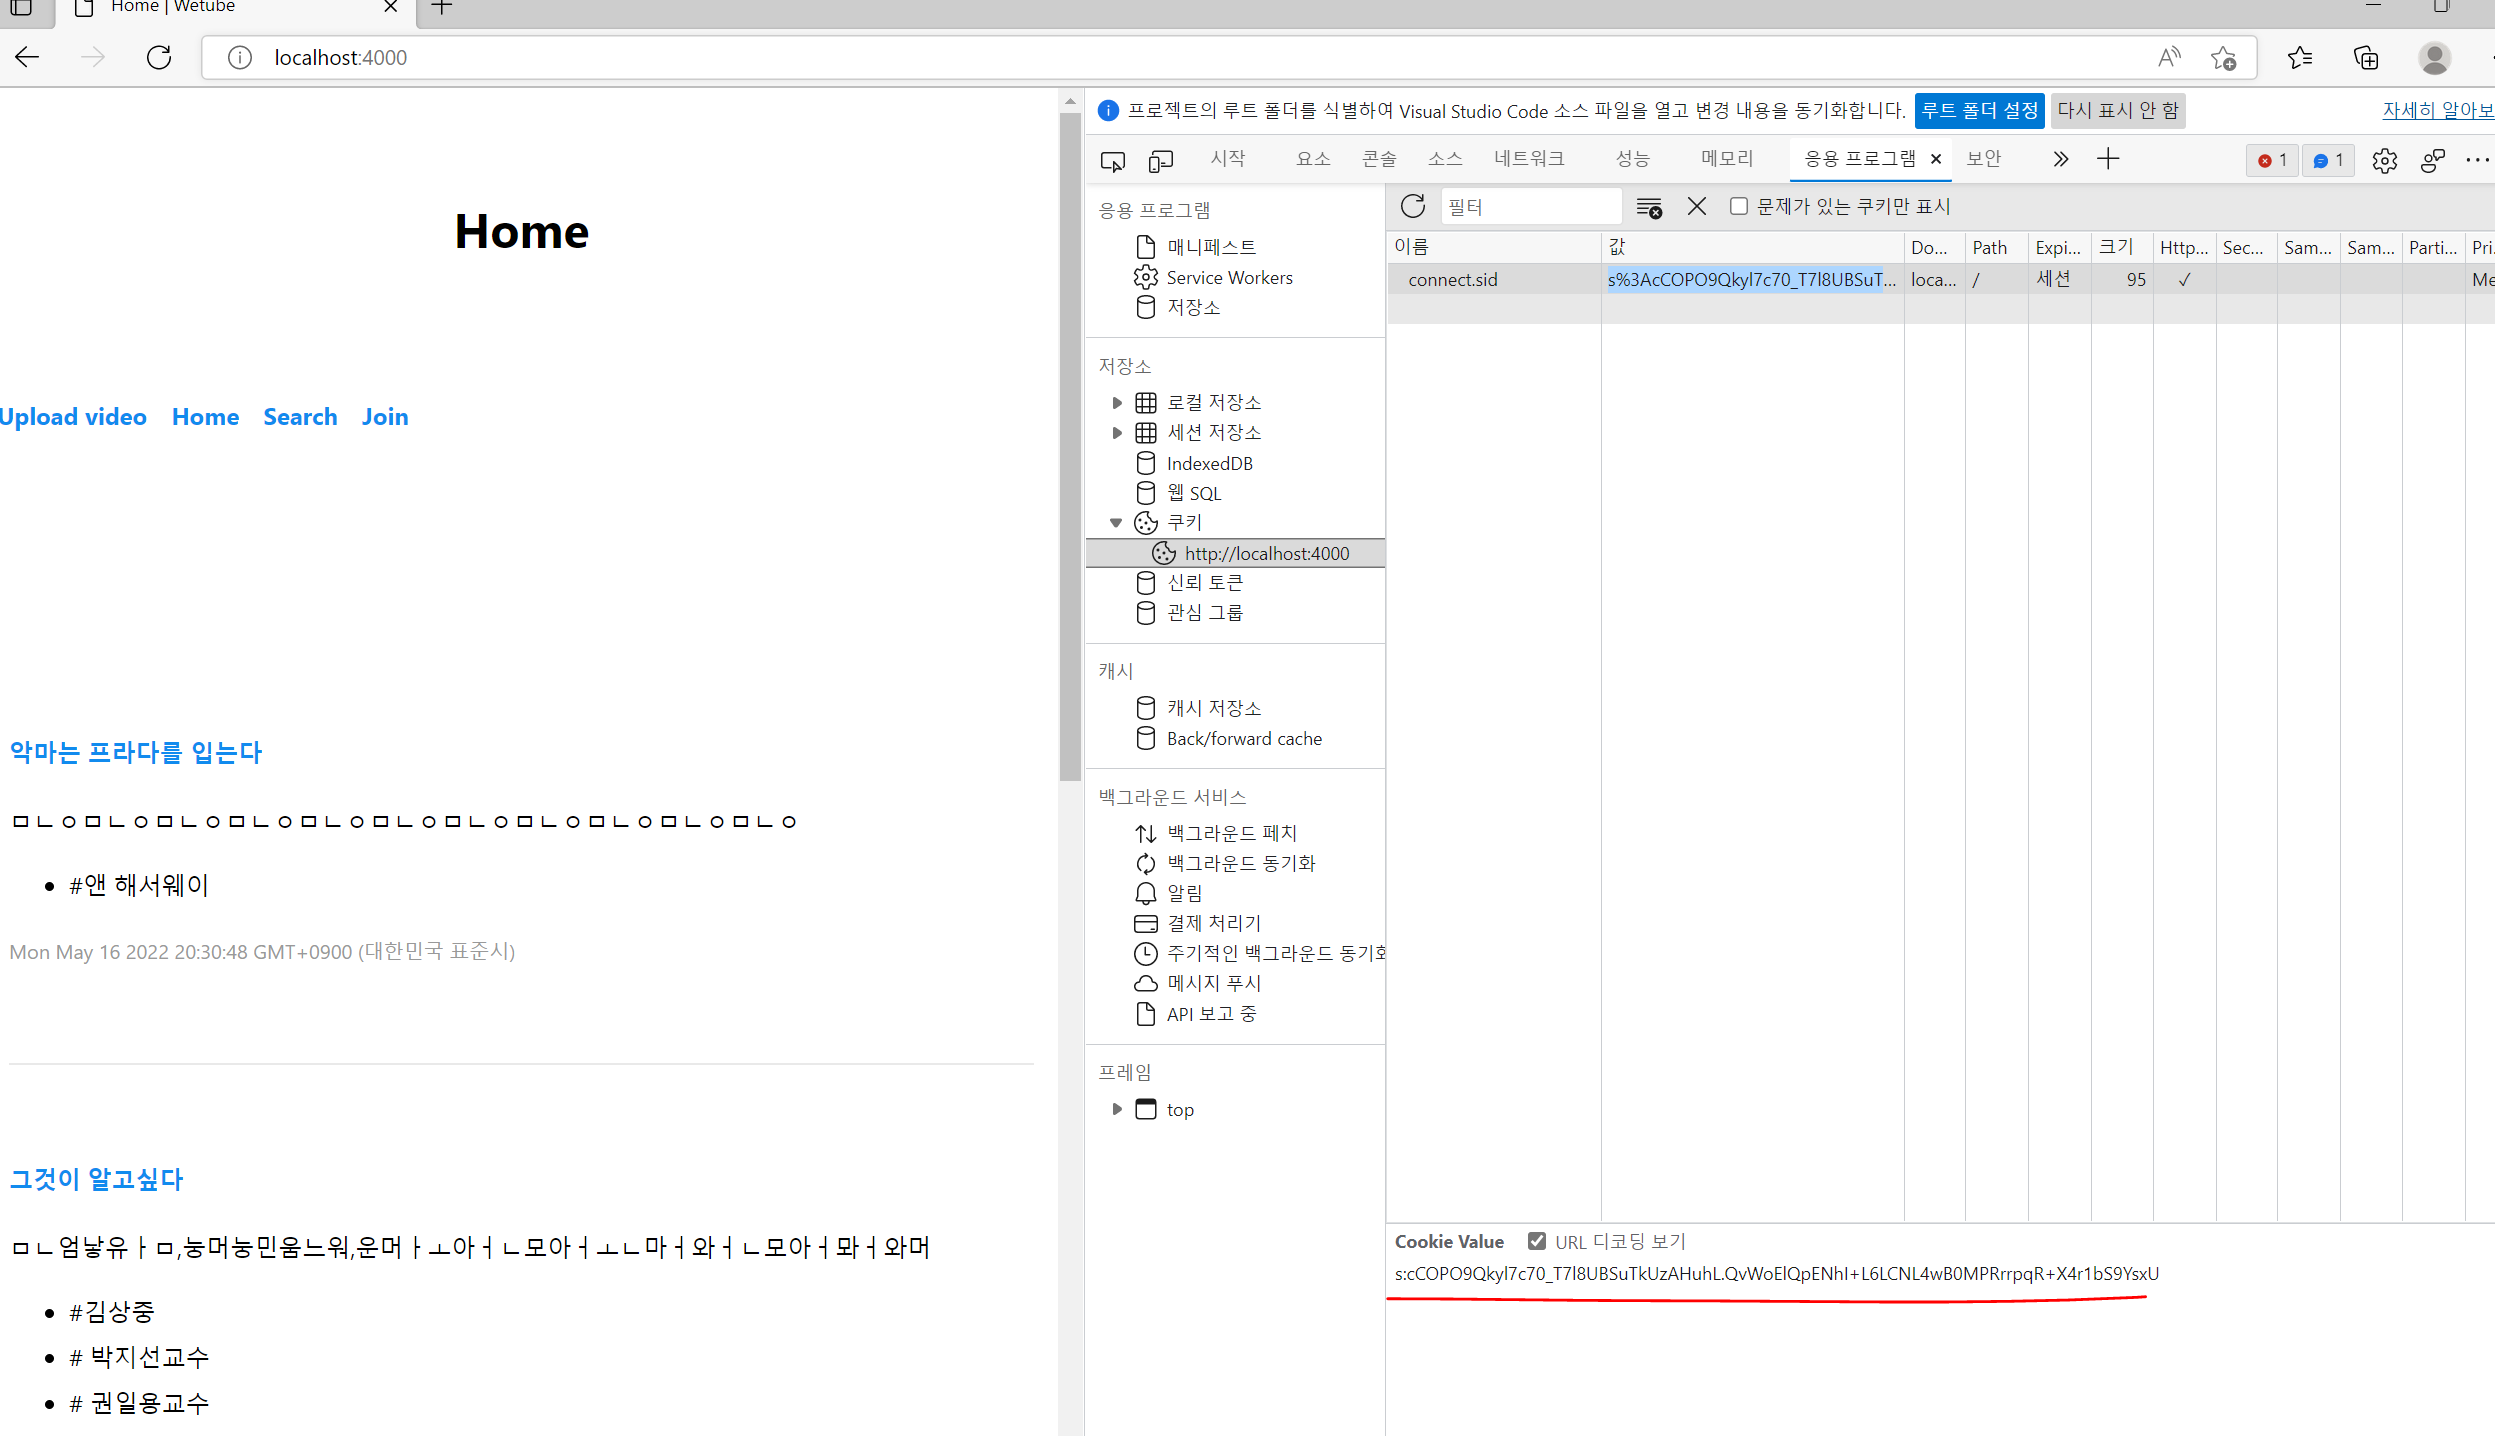 Home | Wetube
localhost:4000
Home
Upload video Home Search Join
악마는 프라다를 입는다
ㅁㄴㅇㅁㄴㅇㅁㄴㅇㅁㄴㅇㅁㄴㅇㅁㄴㅇㅁㄴㅇㅁㄴㅇㅁㄴㅇㅁㄴㅇㅁㄴㅇ
#앤 해서웨이
Mon May 16 2022 20:30:48 GMT+0900 (대한민국 표준시)
그것이 알고싶다
ㅁㄴ엄낳유ㅏㅁ,눙머눙민움느워,운머ㅏㅗ아ㅓㄴ모아ㅓㅗㄴ마ㅓ와ㅓㄴ모아ㅓ뫄ㅓ와머
#김상중
# 박지선교수
# 권일용교수
프로젝트의 루트 폴더를 식별하여 Visual Studio Code 소스 파일을 열고 변경 내용을 동기화합니다. 루트 폴더 설정 다시 표시 안 함 자세히 알아보
시작 요소 콘솔 소스 네트워크 성능 메모리 응용 프로그램 보안 1 1
응용 프로그램
매니페스트
Service Workers
저장소
저장소
로컬 저장소
세션 저장소
IndexedDB
웹 SQL
쿠키
http://localhost:4000
신뢰 토큰
관심 그룹
캐시
캐시 저장소
Back/forward cache
백그라운드 서비스
백그라운드 페치
백그라운드 동기화
알림
결제 처리기
주기적인 백그라운드 동기화
메시지 푸시
API 보고 중
프레임
top
필터 문제가 있는 쿠키만 표시
이름 값 Do... Path Expi... 크기 Http... Sec... Sam... Sam... Parti... Pri
connect.sid s%3AcCOPO9Qkyl7c70_T7l8UBSuT... loca... / 세션 95 ✓ Me
Cookie Value URL 디코딩 보기
s:cCOPO9Qkyl7c70_T7l8UBSuTkUzAHuhL.QvWoElQpENhI+L6LCNL4wB0MPRrrpqR+X4r1bS9YsxU